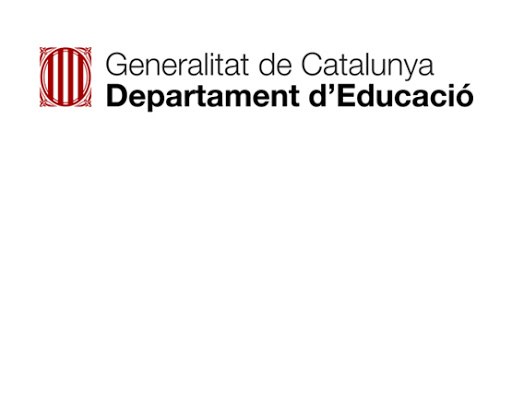 Generalitat de Catalunya
Departament d’Educació